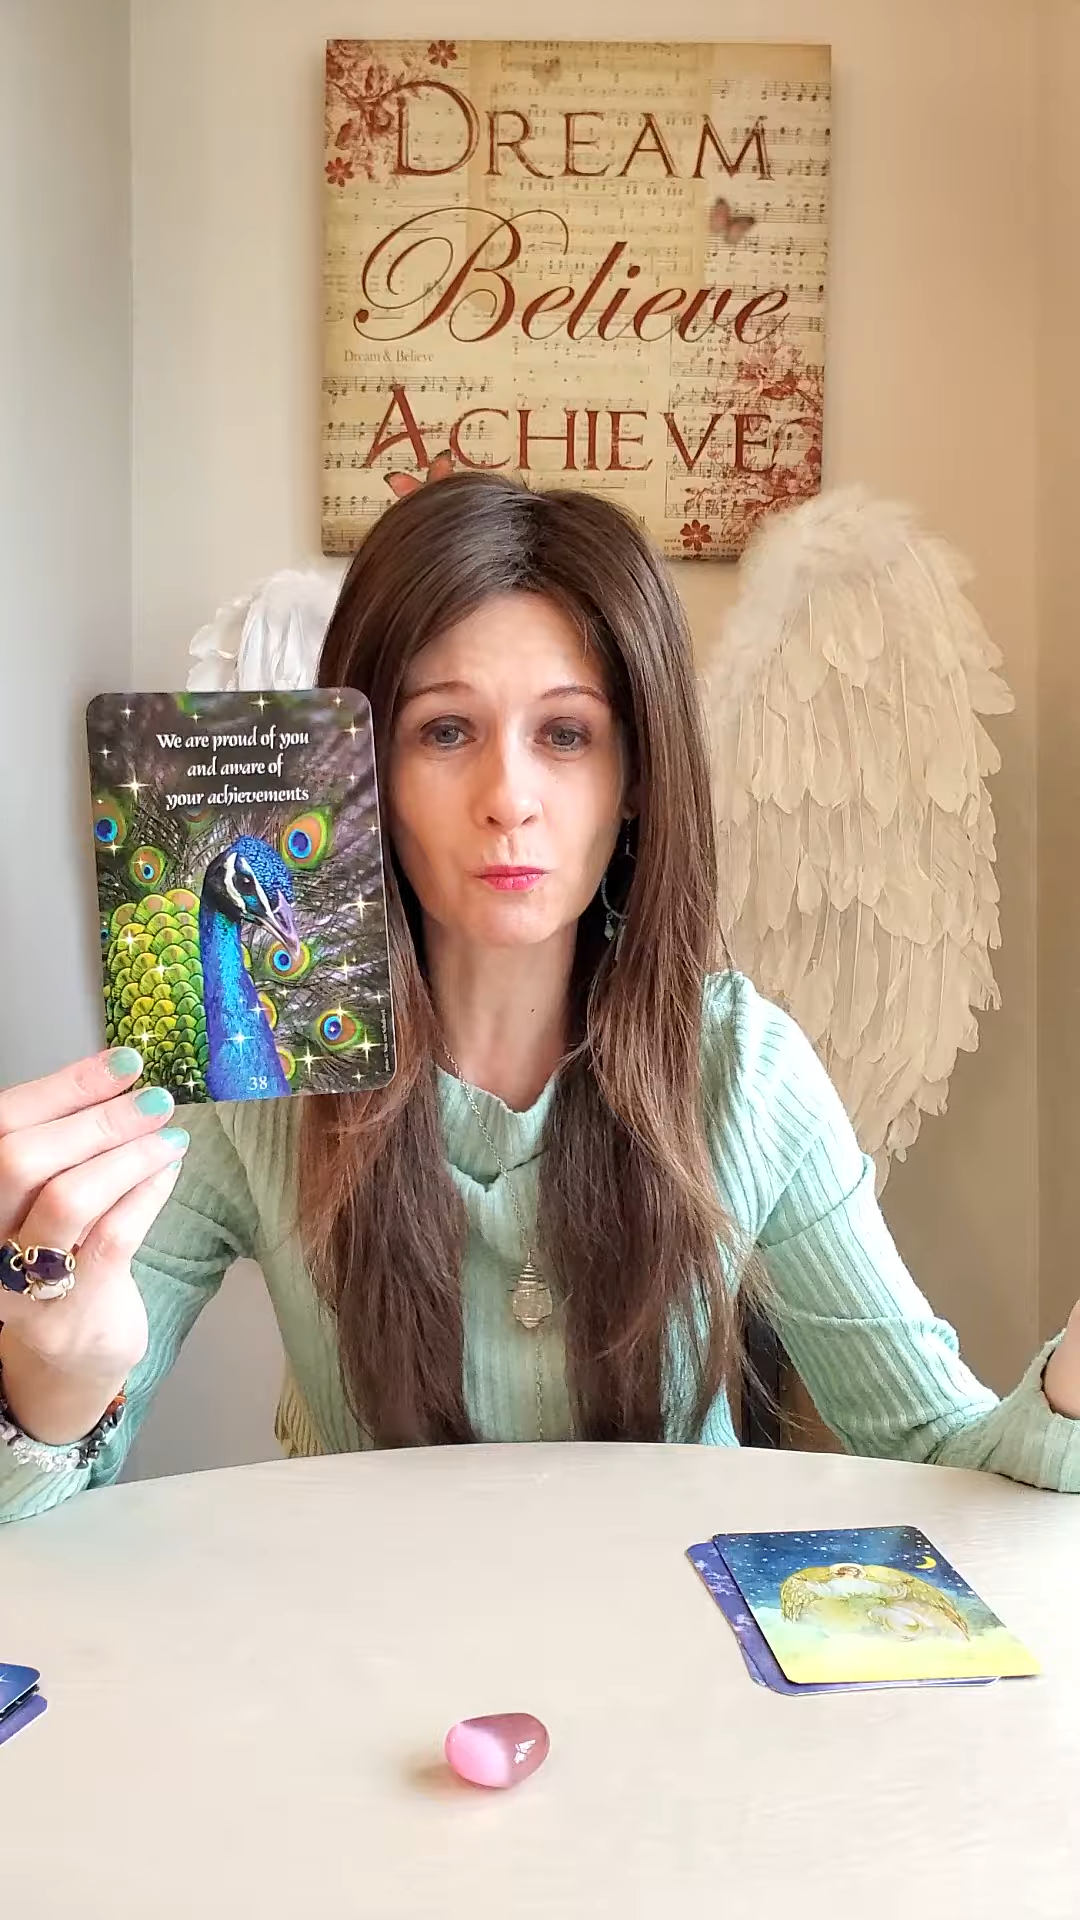 DREAM
Believe
Dream & Believe
ACHIEVE
We are proud of you
and aware of
your achievements
38